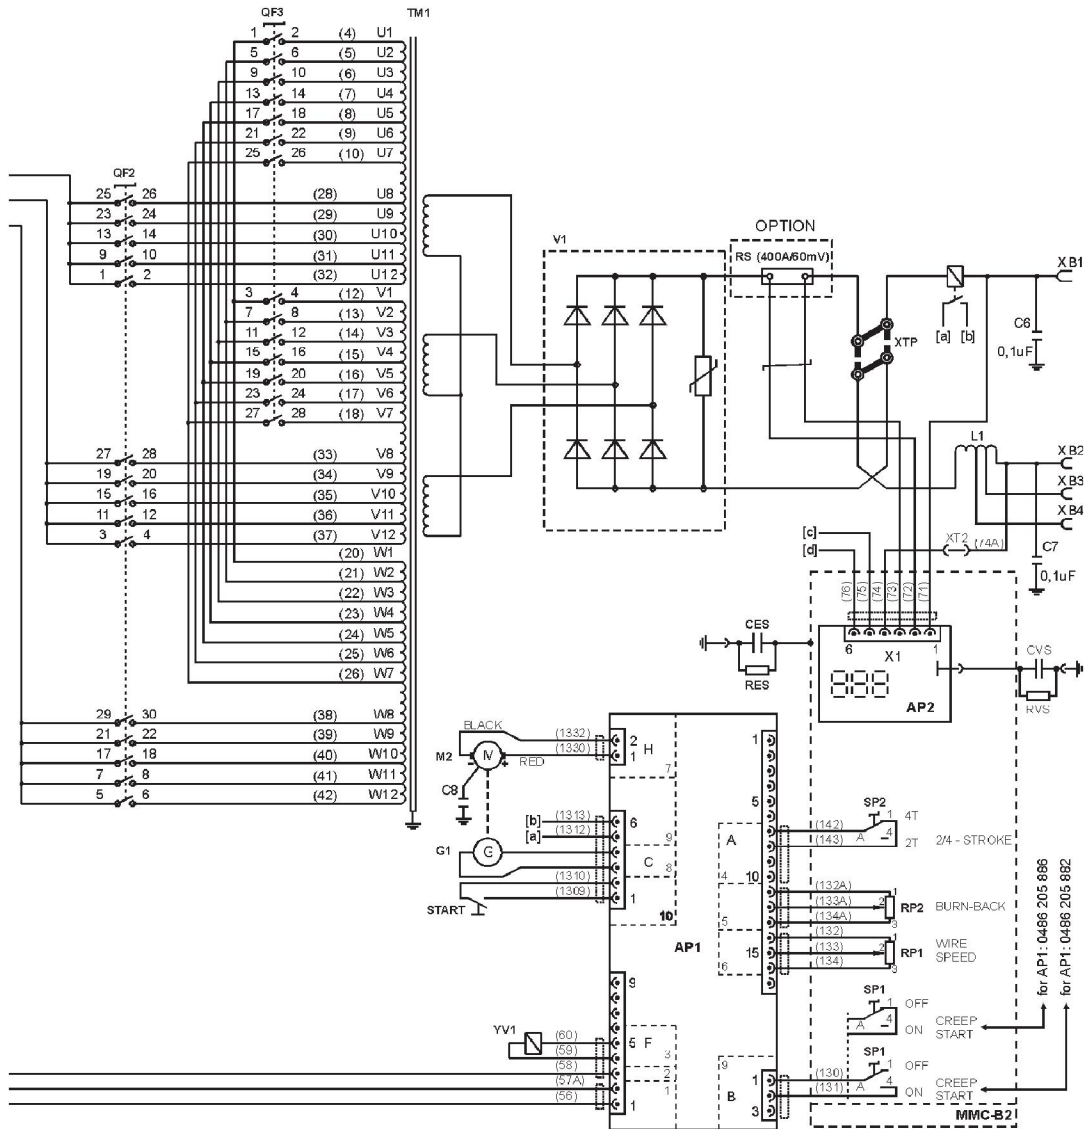 QF3 TM1
1 2 (4) U1
5 6 (5) U2
9 10 (6) U3
13 14 (7) U4
17 18 (8) U5
21 22 (9) U6
25 26 (10) U7
QF2
25 26 (28) U8
23 24 (29) U9
13 14 (30) U10
9 10 (31) U11
1 2 (32) U12
3 4 (12) V1
7 8 (13) V2
11 12 (14) V3
15 16 (15) V4
19 20 (16) V5
23 24 (17) V6
27 28 (18) V7
27 28 (33) V8
19 20 (34) V9
15 16 (35) V10
11 12 (36) V11
3 4 (37) V12
(20) W1
(21) W2
(22) W3
(23) W4
(24) W5
(25) W6
(26) W7
29 30 (38) W8
21 22 (39) W9
17 18 (40) W10
7 8 (41) W11
5 6 (42) W12
V1
OPTION
RS (400A/60mV)
XTP
[a] [b]
C6
0,1uF
XB1
L1
XB2
XB3
XB4
[c]
[d]
XT2 (74A)
C7
0,1uF
(76) (75) (74) (73) (72) (71)
6 1
X1
AP2
CES
RES
CVS
RVS
BLACK (1332) 2 H
M2 M (1330) 1
- + RED
7
C8
[b] (1313) 6
[a] (1312)
9
G1 G C
8
(1310)
(1309) 1
START
10
AP1
1
5
A
4 10
5
15
6
(142) SP2 1 4T
(143) A 4 2T 2/4 - STROKE
(132A) 1
(133A) 2 RP2 BURN-BACK
(134A) 3
(132) 1
(133) 2 RP1 WIRE SPEED
(134) 3
SP1 1 OFF
A 4 ON CREEP START
SP1 1 OFF
(130)
(131) A 4 ON CREEP START
9
1
B
3
MMC-B2
for AP1: 0486 205 886
for AP1: 0486 205 882
9
YV1 (60) 5 F
(59) 3
(58) 2
(57A) 1
(56) 1